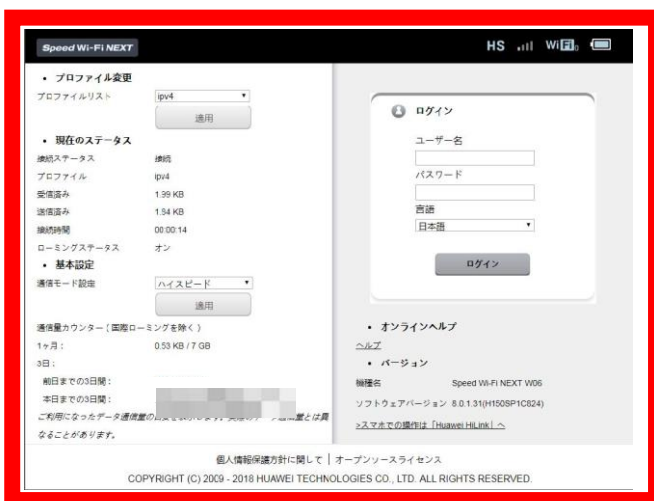 Speed Wi-Fi NEXT
HS WiFi 0
• プロファイル変更
プロファイルリスト ipv4
適用
• 現在のステータス
接続ステータス 接続
プロファイル ipv4
受信済み 1.99 KB
送信済み 1.94 KB
接続時間 00:00:14
ローミングステータス オン
• 基本設定
通信モード設定 ハイスピード
適用
通信量カウンター ( 国際ローミングを除く )
1ヶ月 : 0.53 KB / 7 GB
3日 :
前日までの3日間 :
本日までの3日間 :
ご利用になったデータ通信量の
データ通信量とは異
なることがあります。
ログイン
ユーザー名
パスワード
言語
日本語
ログイン
• オンラインヘルプ
ヘルプ
• バージョン
機種名 Speed Wi-Fi NEXT W06
ソフトウェアバージョン 8.0.1.31(H150SP1C824)
>スマホでの操作は「Huawei HiLink」へ
個人情報保護方針に関して | オープンソースライセンス
COPYRIGHT (C) 2009 - 2018 HUAWEI TECHNOLOGIES CO., LTD. ALL RIGHTS RESERVED.